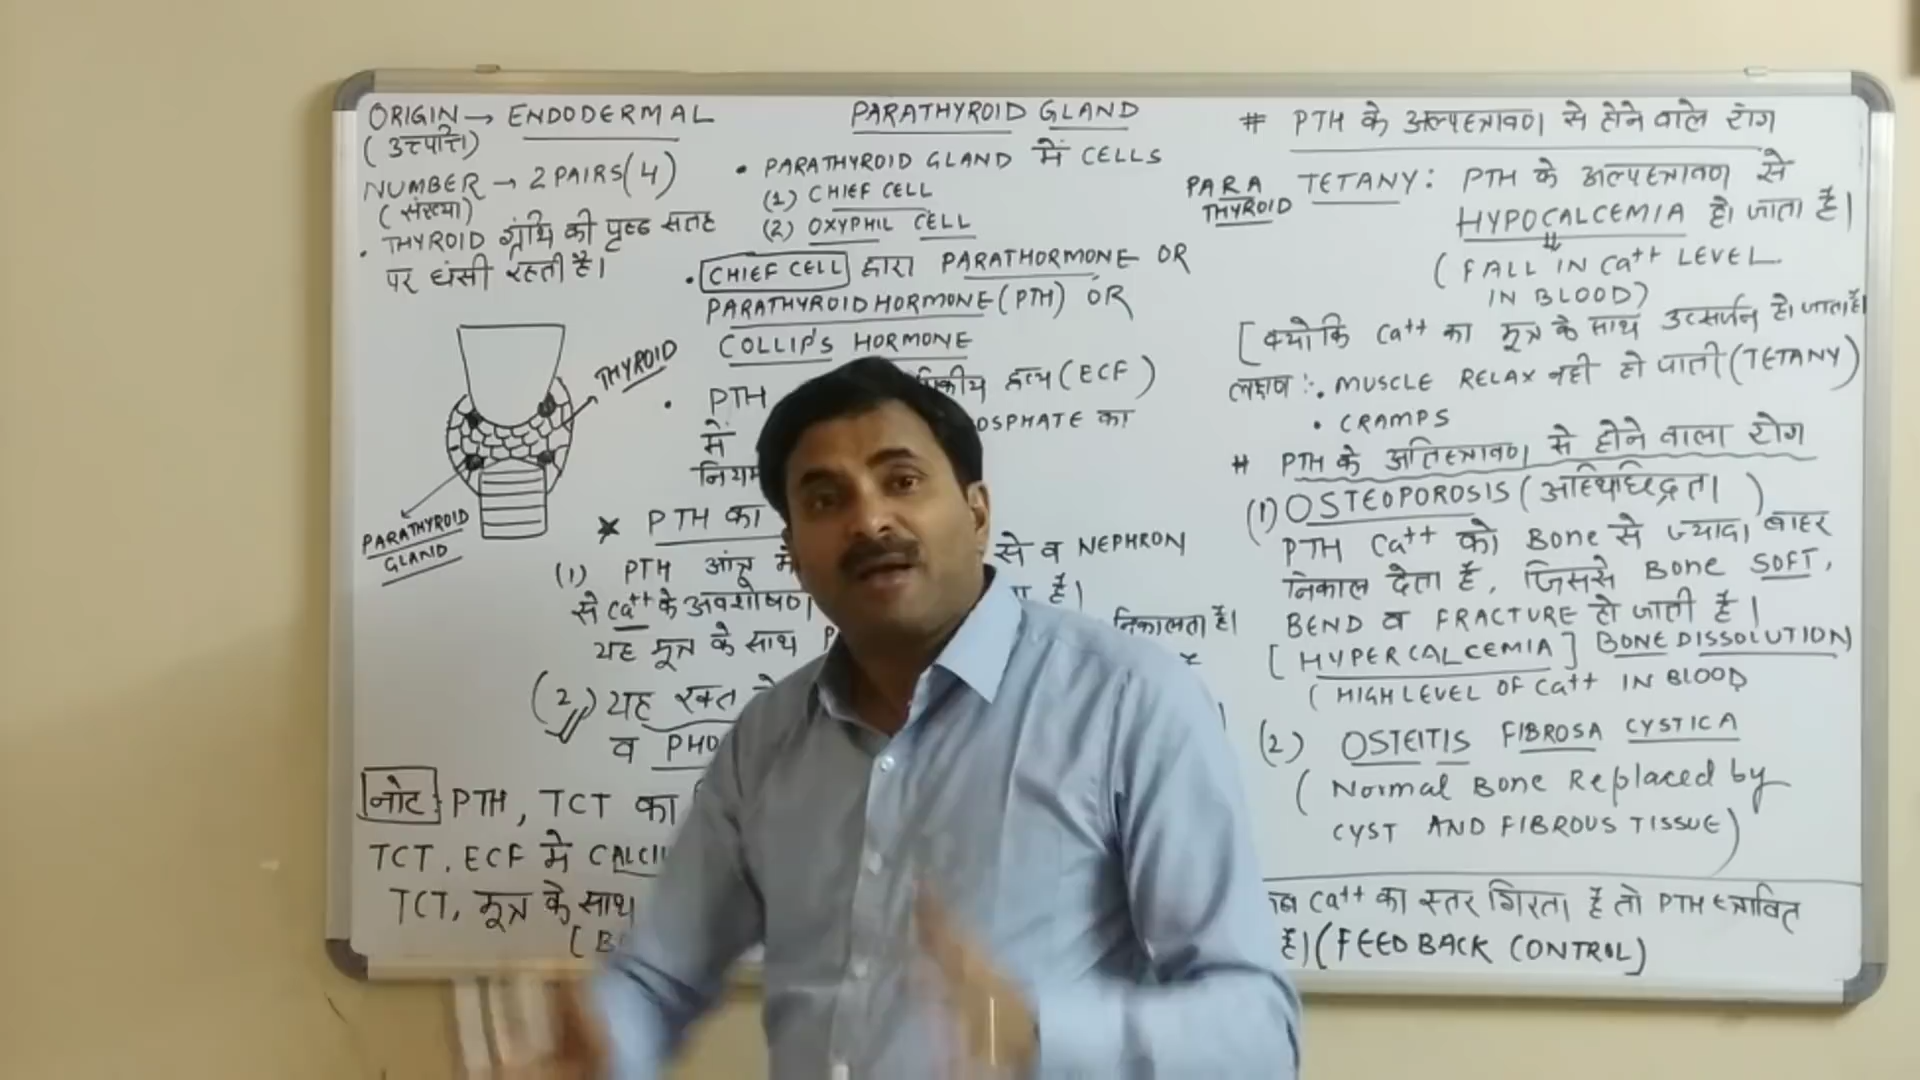 ORIGIN → ENDODERMAL
(उत्पत्ति)
NUMBER → 2 PAIRS(4)
(संख्या)
• THYROID ग्रंथि की पृष्ठ सतह
पर धंसी रहती है।
THYROID
PARATHYROID
GLAND
PARATHYROID GLAND
• PARATHYROID GLAND में CELLS
(1) CHIEF CELL
(2) OXYPHIL CELL
• CHIEF CELL द्वारा PARATHORMONE OR
PARATHYROID HORMONE (PTH) OR
COLLIP'S HORMONE
• PTH द्रव्य (ECF)
में OSPHATE का
* PTH का
(1) PTH आंत्र में से व NEPHRON
से Ca++ के अवशोषण है।
यह मूत्र के साथ P निकालता है।
(2) यह रक्त
व PHO
नोट: PTH, TCT का
TCT, ECF में CALCIU
TCT, मूत्र के साथ
[B
# PTH के अल्पस्त्रावण से होने वाले रोग
PARA THYROID TETANY: PTH के अल्पस्त्रावण से
HYPOCALCEMIA हो जाता है।
(FALL IN Ca++ LEVEL
IN BLOOD)
[क्योकि Ca++ का मूत्र के साथ उत्सर्जन हो जाता है।
लक्षण :. MUSCLE RELAX नही हो पाती (TETANY)
• CRAMPS
# PTH के अतिस्त्रावण से होने वाला रोग
(1) OSTEOPOROSIS (अस्थिछिद्रता)
PTH Ca++ को Bone से ज्यादा बाहर
निकाल देता है, जिससे Bone SOFT,
BEND व FRACTURE हो जाती है।
[HYPERCALCEMIA] BONE DISSOLUTION)
(HIGH LEVEL OF Ca++ IN BLOOD
(2) OSTEITIS FIBROSA CYSTICA
(Normal Bone Replaced by
CYST AND FIBROUS TISSUE)
Ca++ का स्तर गिरता है तो PTH स्त्रावित
है। (FEEDBACK CONTROL)